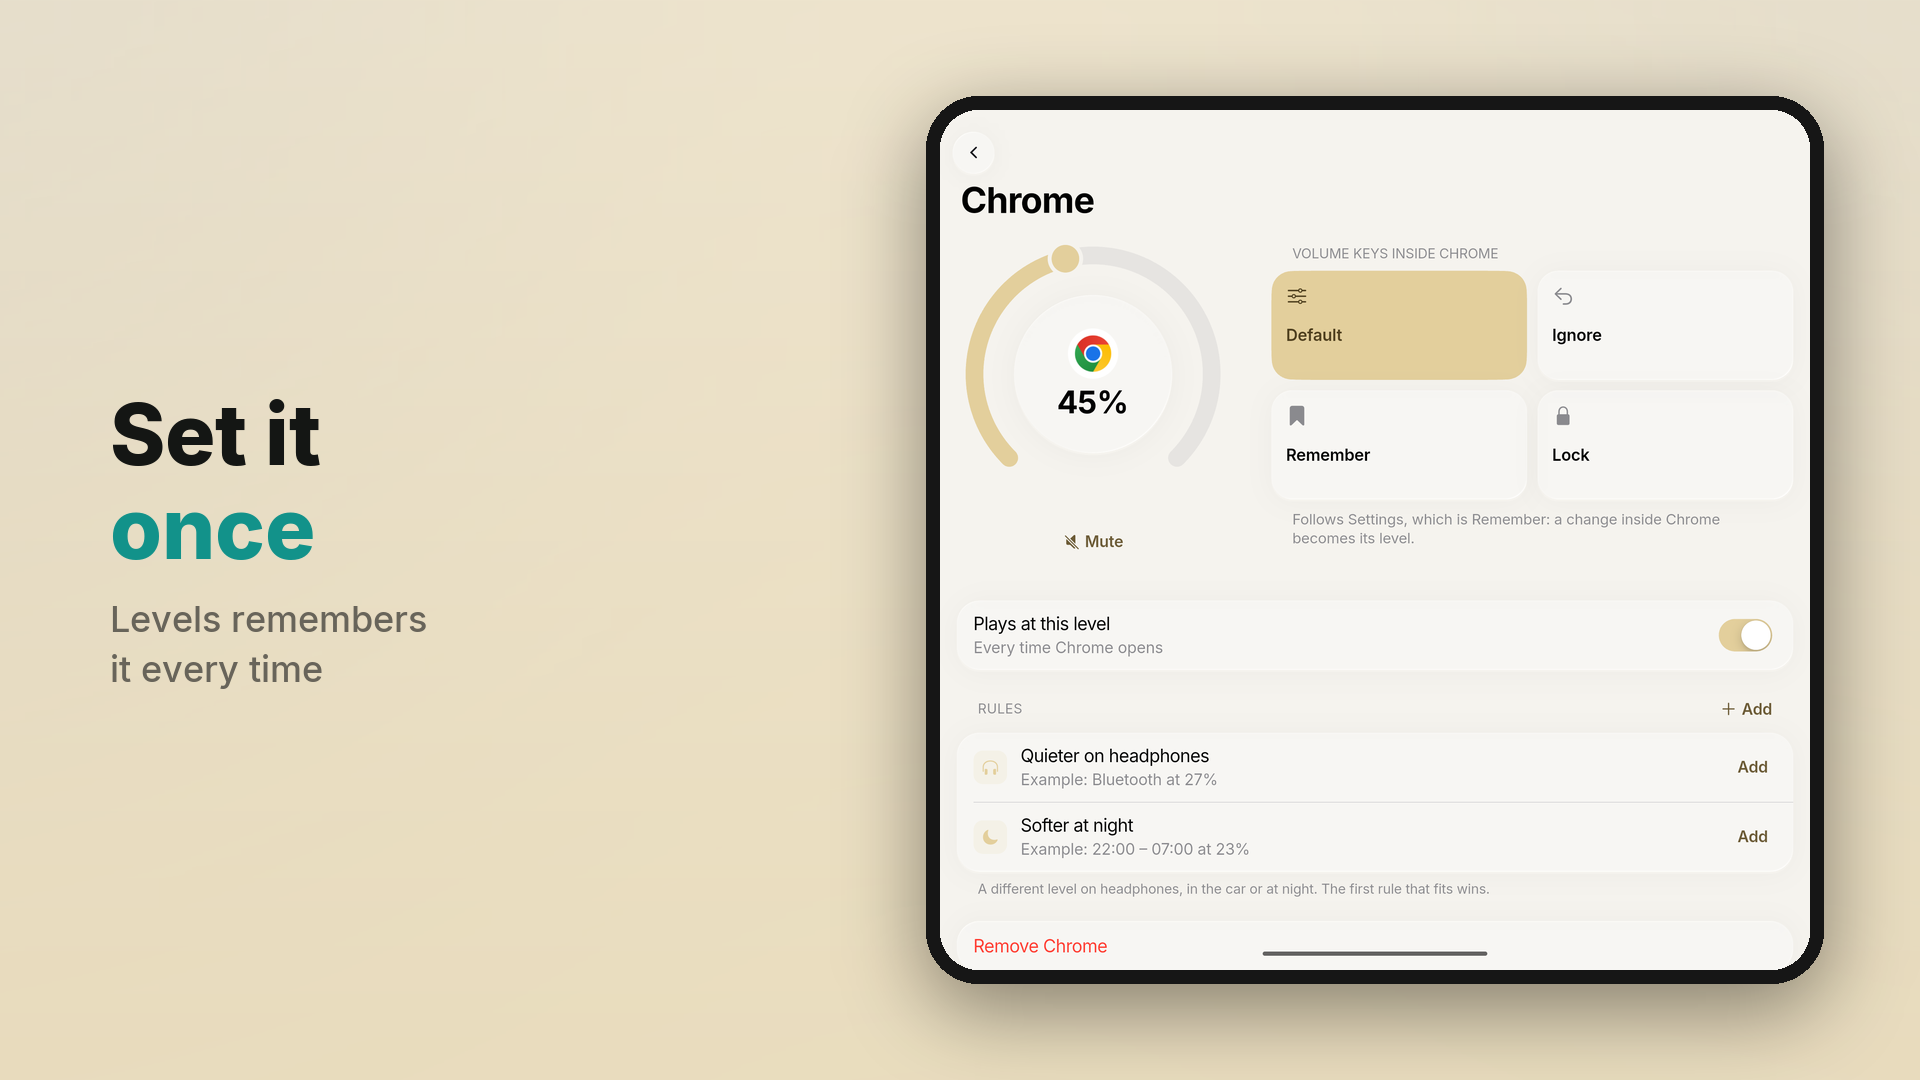 Set it
once
Levels remembers
it every time
Chrome
45%
Mute
VOLUME KEYS INSIDE CHROME
Default
Ignore
Remember
Lock
Follows Settings, which is Remember: a change inside Chrome
becomes its level.
Plays at this level
Every time Chrome opens
RULES
Add
Quieter on headphones
Example: Bluetooth at 27%
Add
Softer at night
Example: 22:00 – 07:00 at 23%
Add
A different level on headphones, in the car or at night. The first rule that fits wins.
Remove Chrome